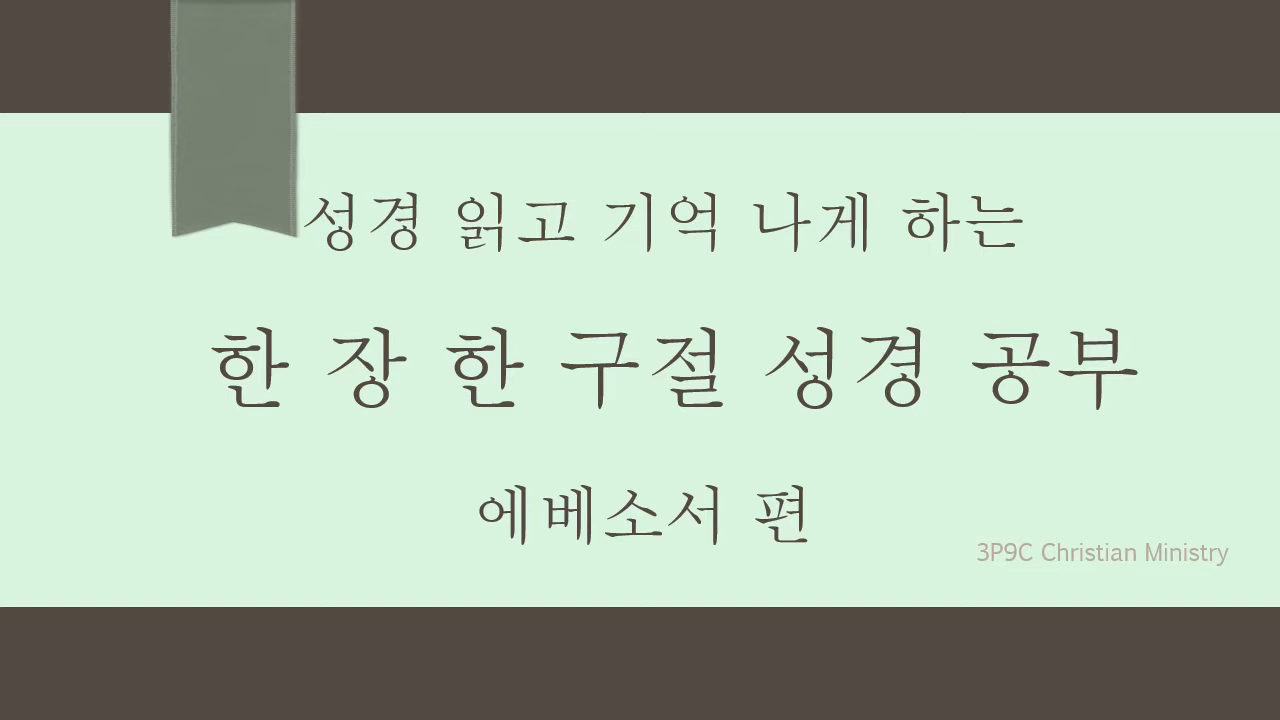 성경 읽고 기억 나게 하는
한 장 한 구절 성경 공부
에베소서 편
3P9C Christian Ministry